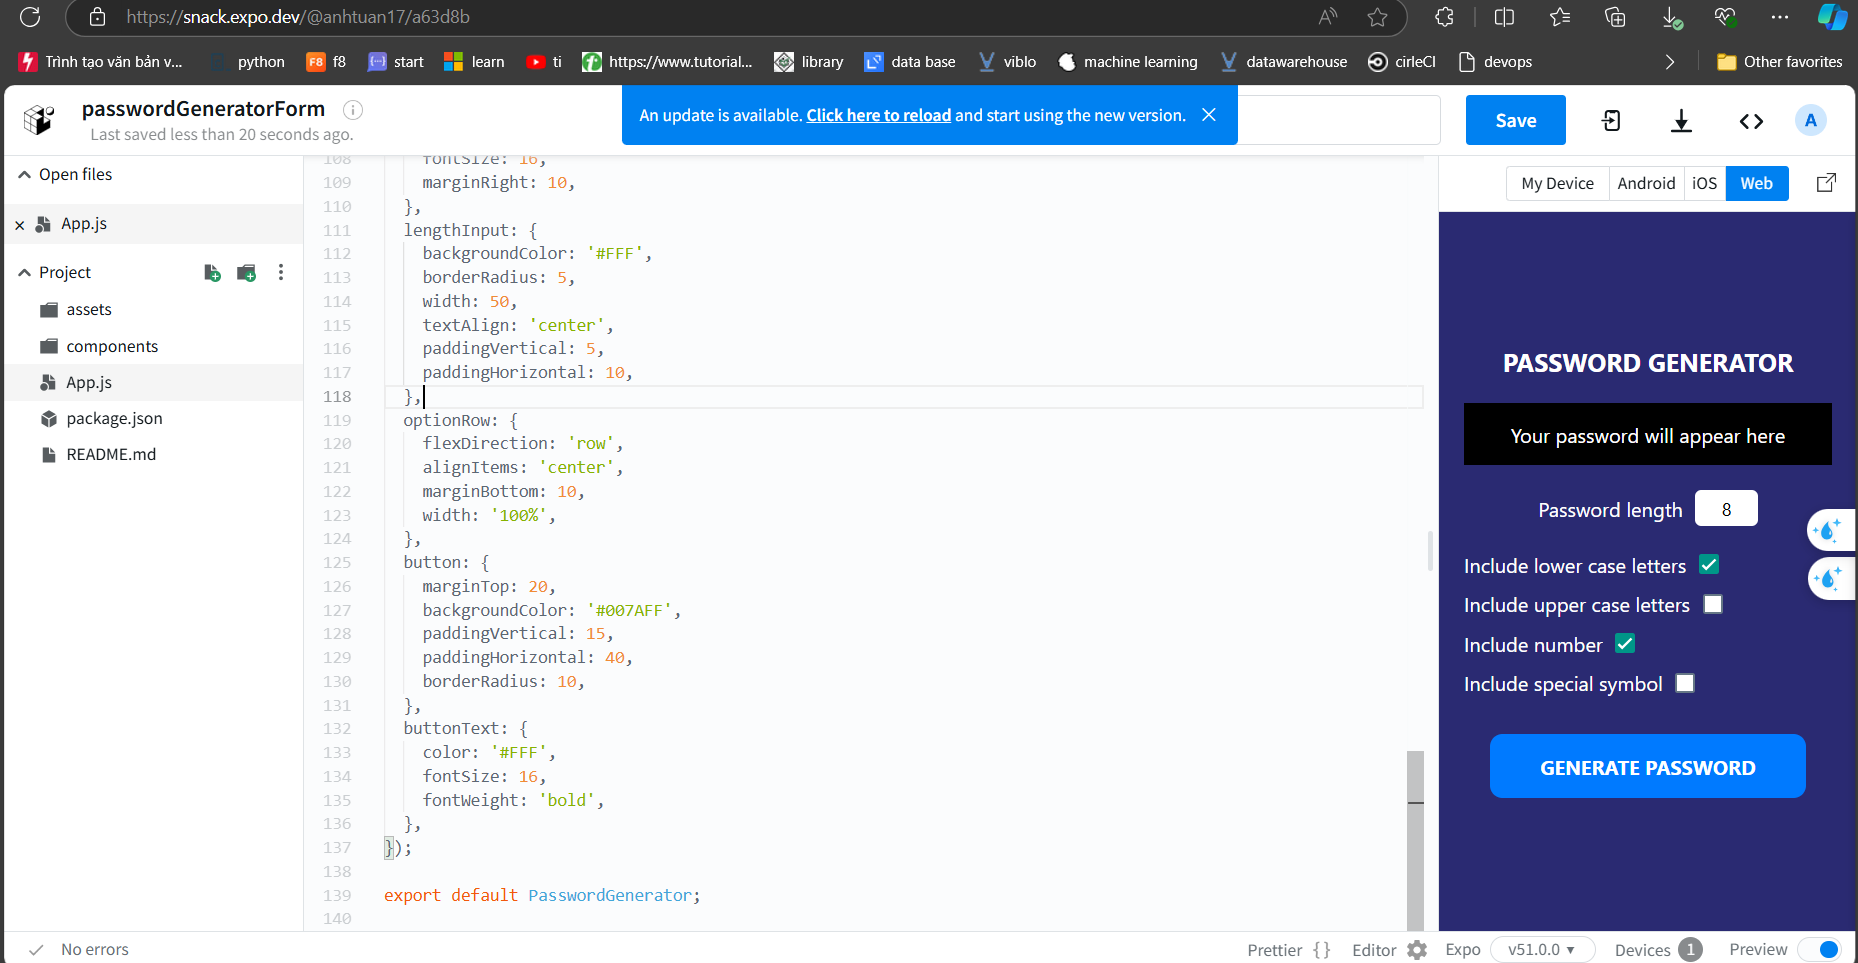 https://snack.expo.dev/@anhtuan17/a63d8b
Trình tạo văn bản v... python F8 f8 start learn ti https://www.tutorial... library data base viblo machine learning datawarehouse cirleCI devops Other favorites
passwordGeneratorForm
Last saved less than 20 seconds ago.
An update is available. Click here to reload and start using the new version.
Save
A
Open files
App.js
Project
assets
components
App.js
package.json
README.md
108 fontSize: 16,
109 marginRight: 10,
110 },
111 lengthInput: {
112 backgroundColor: '#FFF',
113 borderRadius: 5,
114 width: 50,
115 textAlign: 'center',
116 paddingVertical: 5,
117 paddingHorizontal: 10,
118 },
119 optionRow: {
120 flexDirection: 'row',
121 alignItems: 'center',
122 marginBottom: 10,
123 width: '100%',
124 },
125 button: {
126 marginTop: 20,
127 backgroundColor: '#007AFF',
128 paddingVertical: 15,
129 paddingHorizontal: 40,
130 borderRadius: 10,
131 },
132 buttonText: {
133 color: '#FFF',
134 fontSize: 16,
135 fontWeight: 'bold',
136 },
137 });
138
139 export default PasswordGenerator;
140
My Device Android iOS Web
PASSWORD GENERATOR
Your password will appear here
Password length 8
Include lower case letters
Include upper case letters
Include number
Include special symbol
GENERATE PASSWORD
No errors
Prettier {} Editor Expo v51.0.0 Devices 1 Preview